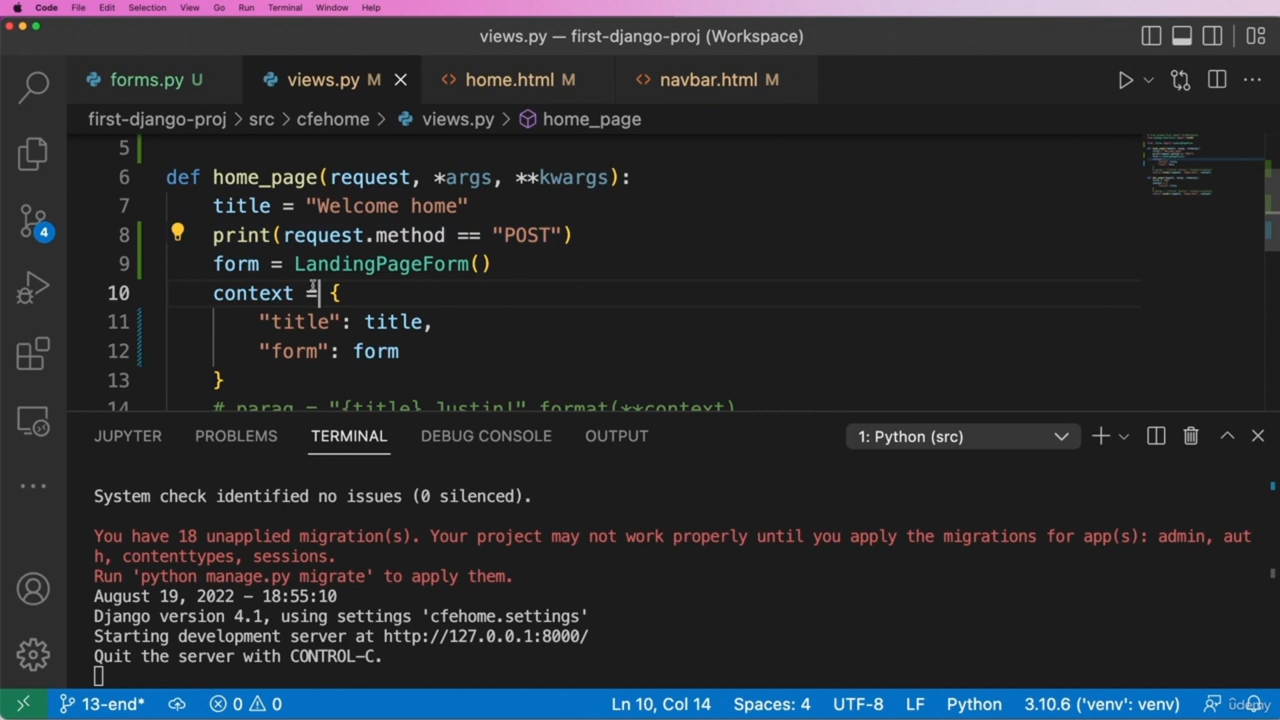 Code File Edit Selection View Go Run Terminal Window Help
views.py — first-django-proj (Workspace)
forms.py U views.py M home.html M navbar.html M
first-django-proj > src > cfehome > views.py > home_page
5
6 def home_page(request, *args, **kwargs):
7 title = "Welcome home"
8 print(request.method == "POST")
9 form = LandingPageForm()
10 context = {
11 "title": title,
12 "form": form
13 }
14 # parag = "{title} Justin!".format(**context)
JUPYTER PROBLEMS TERMINAL DEBUG CONSOLE OUTPUT 1: Python (src)
System check identified no issues (0 silenced).
You have 18 unapplied migration(s). Your project may not work properly until you apply the migrations for app(s): admin, aut
h, contenttypes, sessions.
Run 'python manage.py migrate' to apply them.
August 19, 2022 - 18:55:10
Django version 4.1, using settings 'cfehome.settings'
Starting development server at http://127.0.0.1:8000/
Quit the server with CONTROL-C.
4
13-end* 0 0 Ln 10, Col 14 Spaces: 4 UTF-8 LF Python 3.10.6 ('venv': venv) udemy